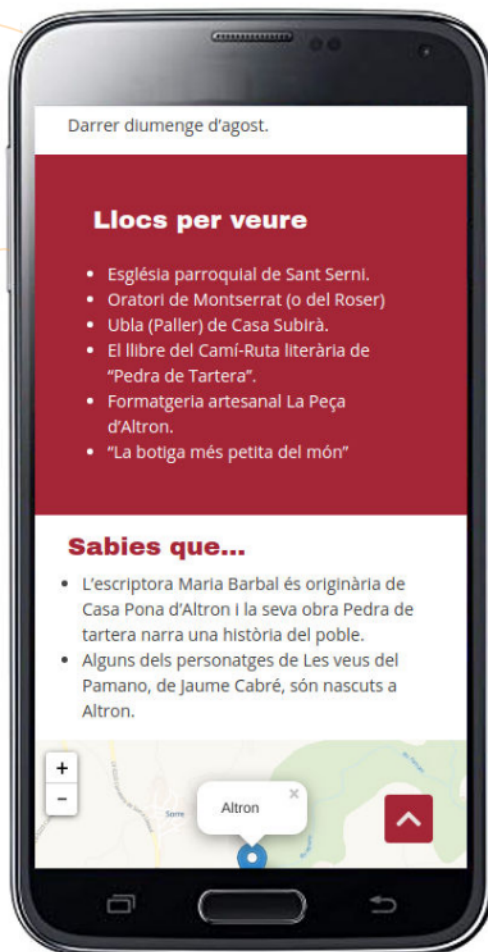 Darrer diumenge d'agost.
Llocs per veure
• Església parroquial de Sant Serni.
• Oratori de Montserrat (o del Roser)
• Ubla (Paller) de Casa Subirà.
• El llibre del Camí-Ruta literària de
"Pedra de Tartera".
• Formatgeria artesanal La Peça
d'Altron.
• "La botiga més petita del món"
Sabies que...
• L'escriptora Maria Barbal és originària de
Casa Pona d'Altron i la seva obra Pedra de
tartera narra una història del poble.
• Alguns dels personatges de Les veus del
Pamano, de Jaume Cabré, són nascuts a
Altron.
+
−
Altron
×
Sorre